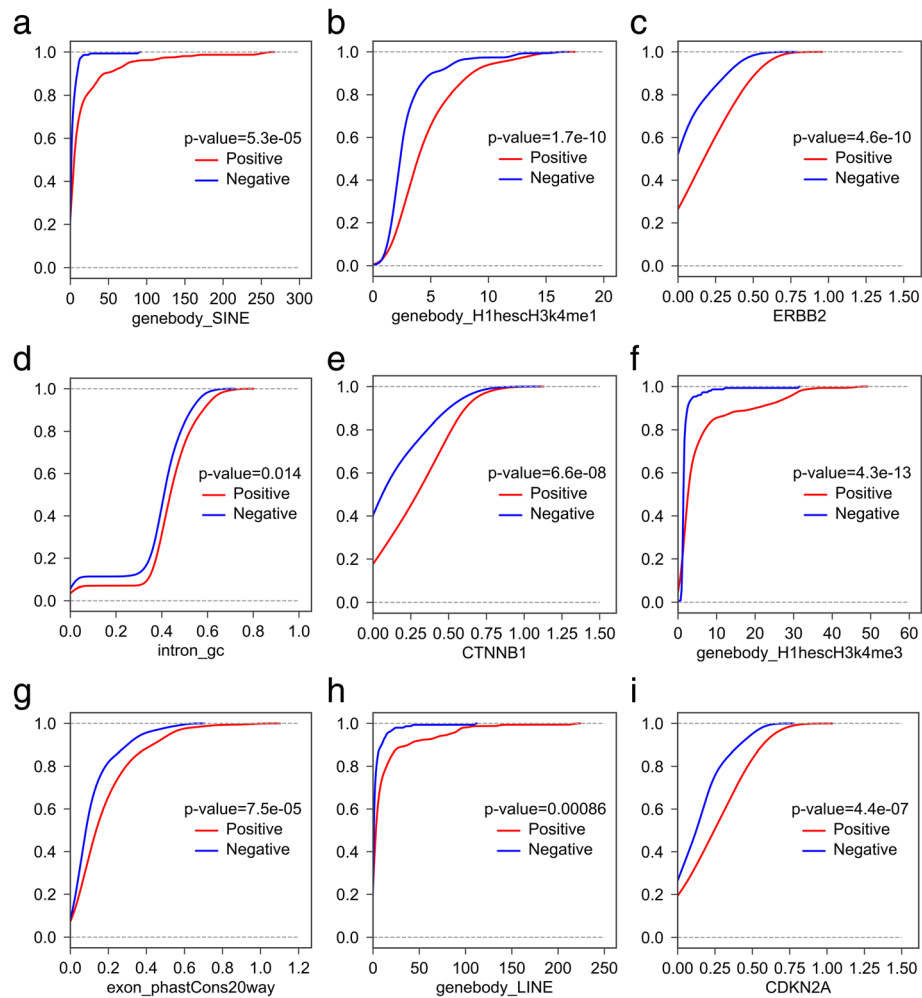 a
1.0
0.8
0.6
0.4
0.2
0.0
p-value=5.3e-05
Positive
Negative
0 50 100 150 200 250 300
genebody_SINE
b
1.0
0.8
0.6
0.4
0.2
0.0
p-value=1.7e-10
Positive
Negative
0 5 10 15 20
genebody_H1hescH3k4me1
c
1.0
0.8
0.6
0.4
0.2
0.0
p-value=4.6e-10
Positive
Negative
0.00 0.25 0.50 0.75 1.00 1.25 1.50
ERBB2
d
1.0
0.8
0.6
0.4
0.2
0.0
p-value=0.014
Positive
Negative
0.0 0.2 0.4 0.6 0.8 1.0
intron_gc
e
1.0
0.8
0.6
0.4
0.2
0.0
p-value=6.6e-08
Positive
Negative
0.00 0.25 0.50 0.75 1.00 1.25 1.50
CTNNB1
f
1.0
0.8
0.6
0.4
0.2
0.0
p-value=4.3e-13
Positive
Negative
0 10 20 30 40 50 60
genebody_H1hescH3k4me3
g
1.0
0.8
0.6
0.4
0.2
0.0
p-value=7.5e-05
Positive
Negative
0.0 0.2 0.4 0.6 0.8 1.0 1.2
exon_phastCons20way
h
1.0
0.8
0.6
0.4
0.2
0.0
p-value=0.00086
Positive
Negative
0 50 100 150 200 250
genebody_LINE
i
1.0
0.8
0.6
0.4
0.2
0.0
p-value=4.4e-07
Positive
Negative
0.00 0.25 0.50 0.75 1.00 1.25 1.50
CDKN2A